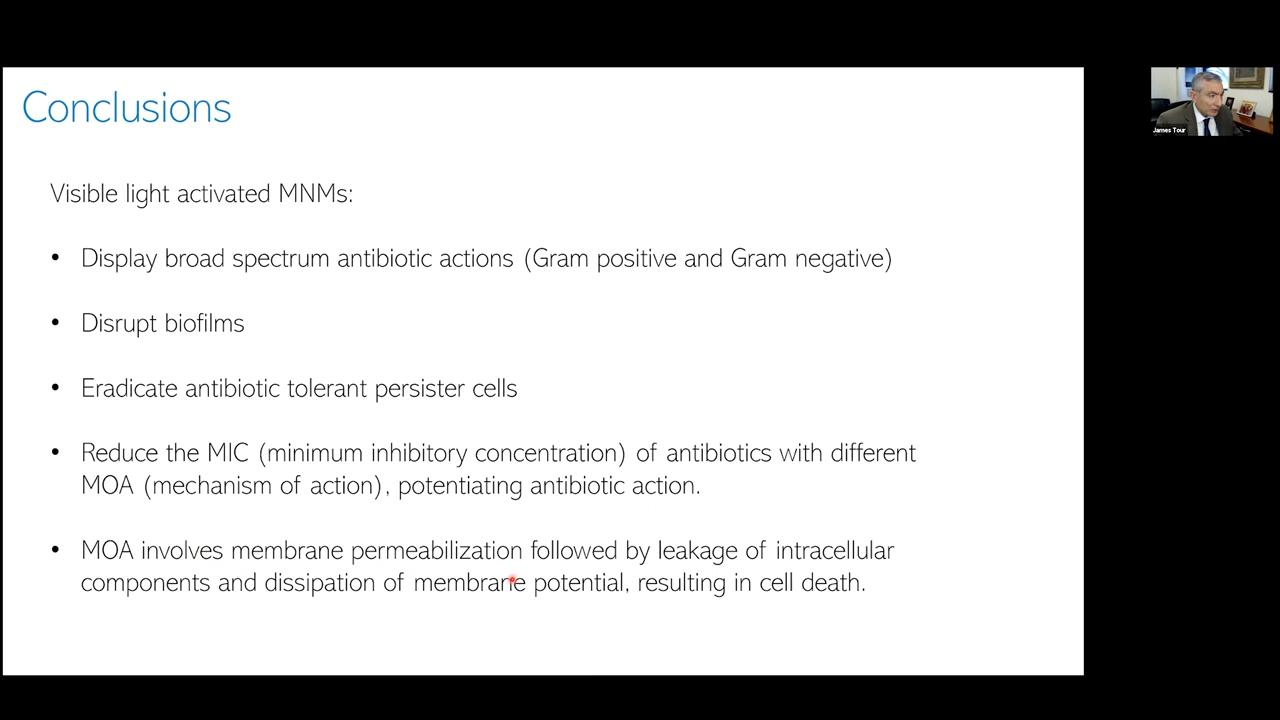 Conclusions
Visible light activated MNMs:
• Display broad spectrum antibiotic actions (Gram positive and Gram negative)
• Disrupt biofilms
• Eradicate antibiotic tolerant persister cells
• Reduce the MIC (minimum inhibitory concentration) of antibiotics with different
MOA (mechanism of action), potentiating antibiotic action.
• MOA involves membrane permeabilization followed by leakage of intracellular
components and dissipation of membrane potential, resulting in cell death.
James Tour